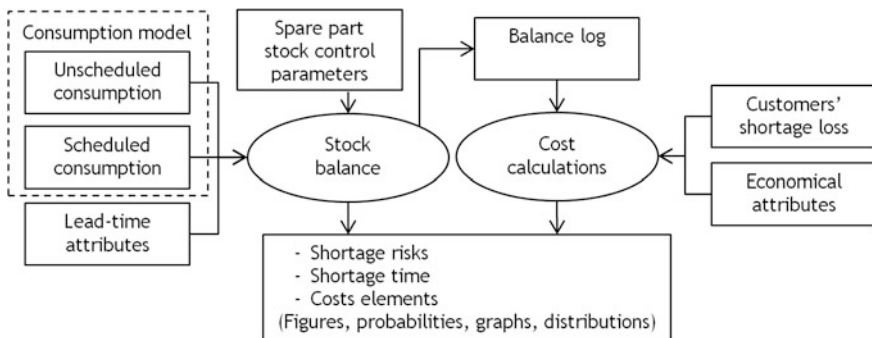 Consumption model
Unscheduled
consumption
Scheduled
consumption
Lead-time
attributes
Spare part
stock control
parameters
Stock
balance
Balance log
Cost
calculations
Customers’
shortage loss
Economical
attributes
- Shortage risks
- Shortage time
- Costs elements
(Figures, probabilities, graphs, distributions)